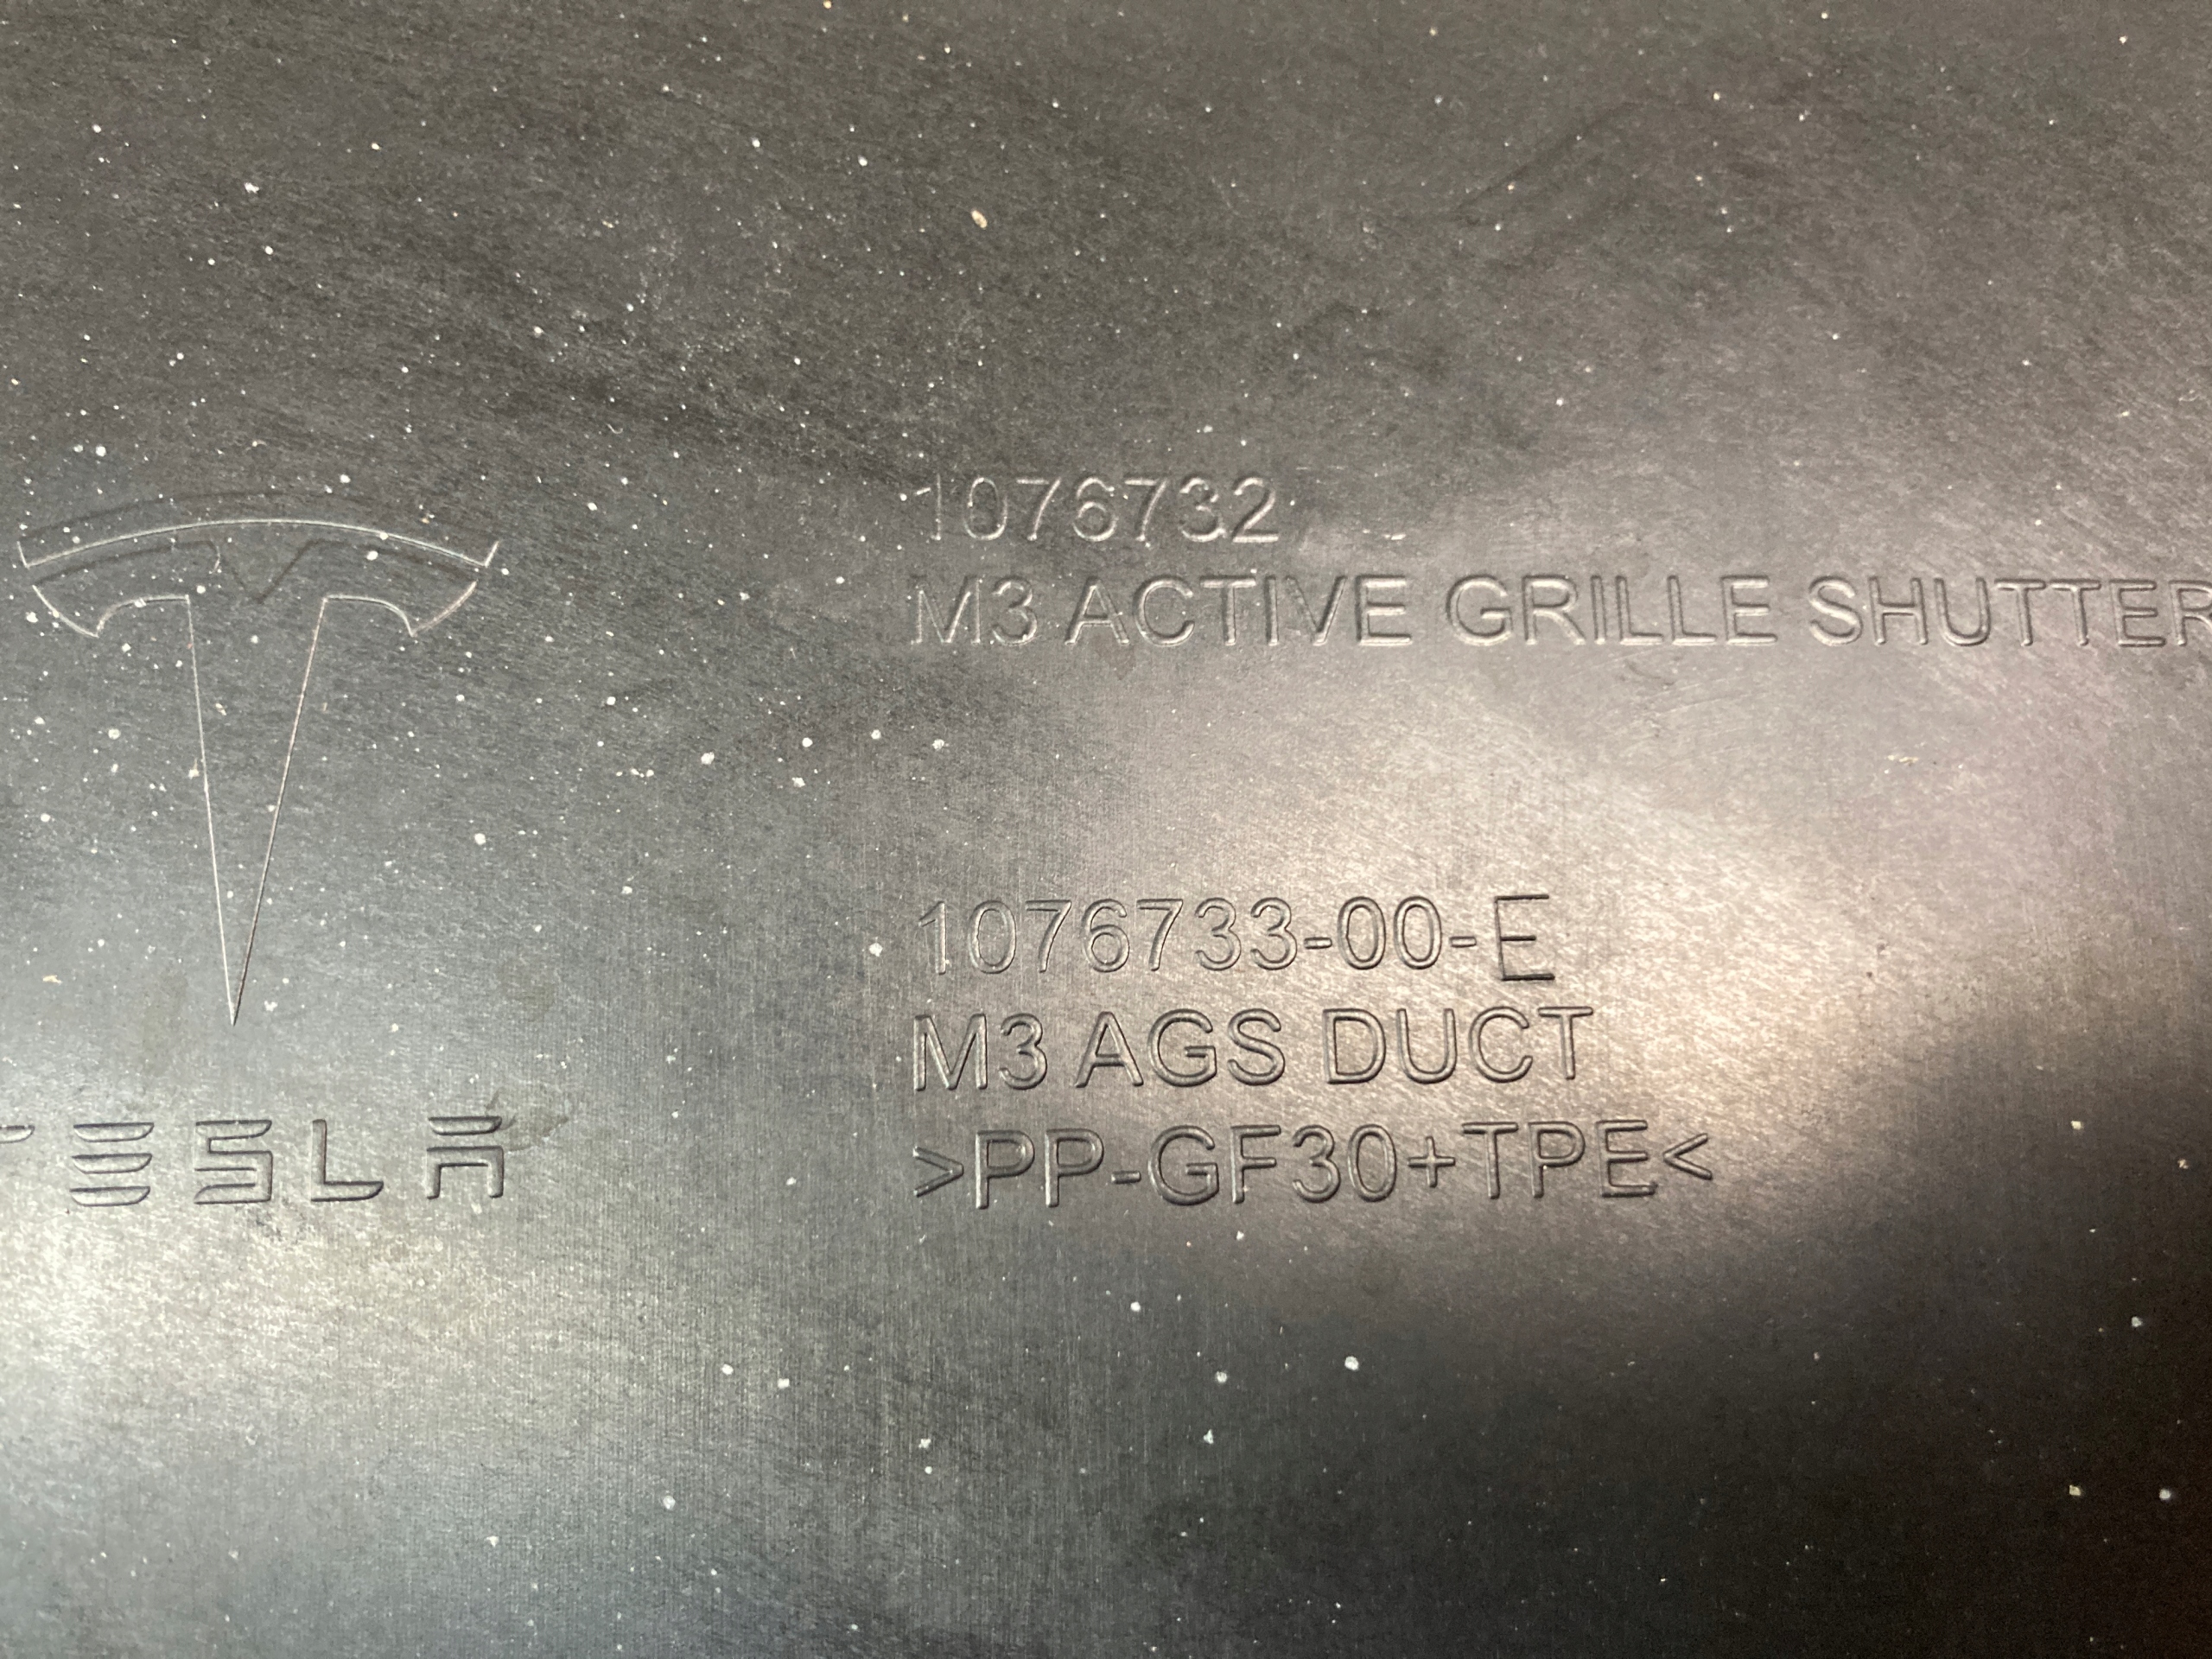 1076732
M3 ACTIVE GRILLE SHUTTER
1076733-00-E
M3 AGS DUCT
>PP-GF30+TPE<
TESLA